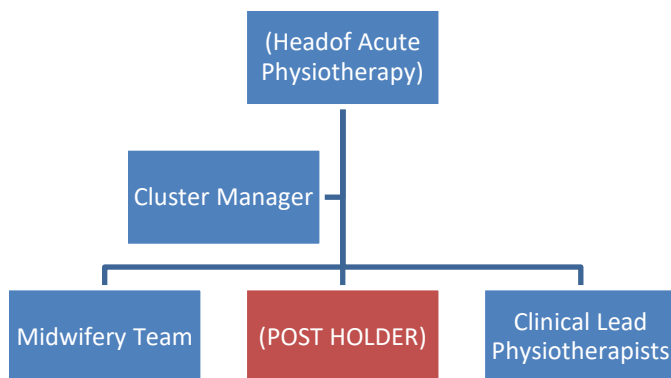 (Headof Acute
Physiotherapy)
Cluster Manager
Midwifery Team
(POST HOLDER)
Clinical Lead
Physiotherapists